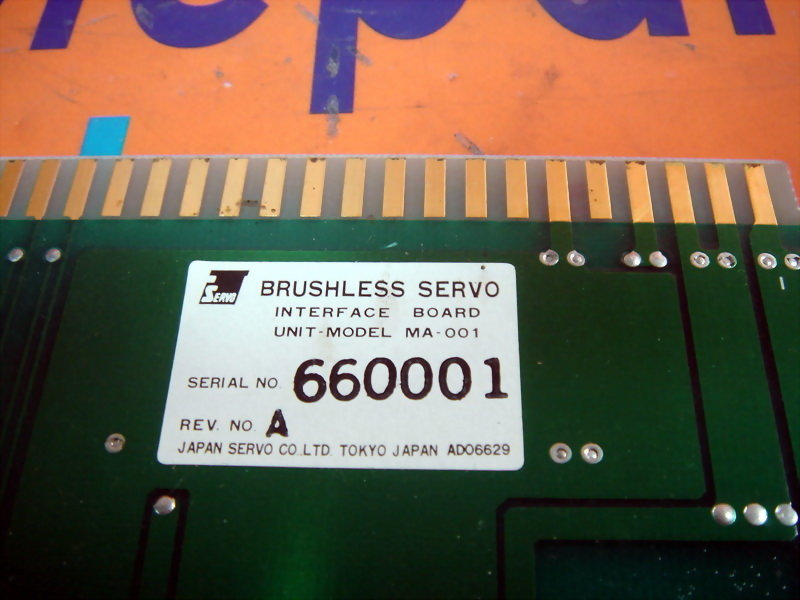 SERVO
BRUSHLESS SERVO
INTERFACE BOARD
UNIT-MODEL MA-001
SERIAL NO. 660001
REV. NO. A
JAPAN SERVO CO.,LTD. TOKYO JAPAN AD06629